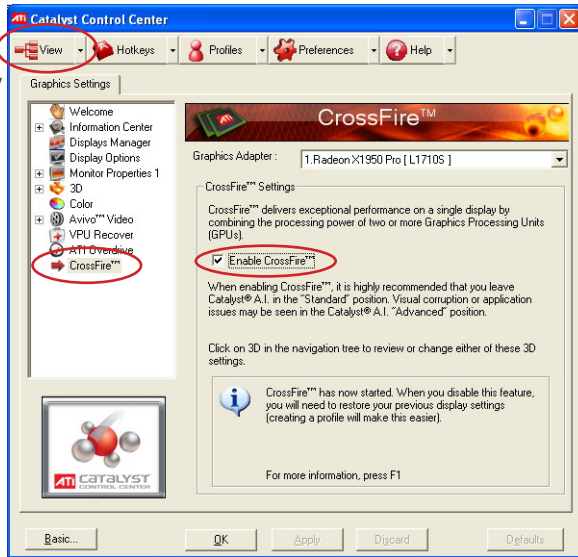 ATI Catalyst Control Center
View Hotkeys Profiles Preferences Help
Graphics Settings
Welcome
Information Center
Displays Manager
Display Options
Monitor Properties 1
3D
Color
Avivo™ Video
VPU Recover
ATI Overdrive
CrossFire™
ATI CATALYST
CONTROL CENTER
CrossFire™
Graphics Adapter :
1.Radeon X1950 Pro [ L1710S ]
CrossFire™ Settings
CrossFire™ delivers exceptional performance on a single display by
combining the processing power of two or more Graphics Processing Units
(GPUs).
Enable CrossFire™
When enabling CrossFire™, it is highly recommended that you leave
Catalyst® A.I. in the "Standard" position. Visual corruption or application
issues may be seen in the Catalyst® A.I. "Advanced" position.
Click on 3D in the navigation tree to review or change either of these 3D
settings.
CrossFire™ has now started. When you disable this feature,
you will need to restore your previous display settings
(creating a profile will make this easier).
For more information, press F1
Basic... OK Apply Discard Defaults